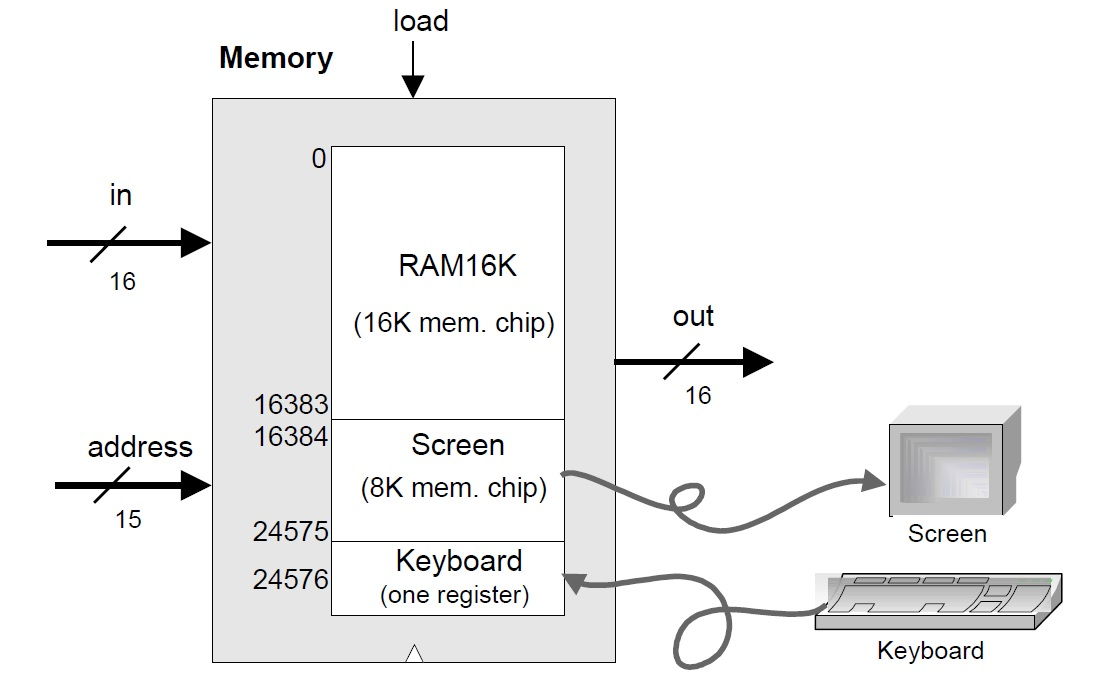 load
Memory
0
in
16
RAM16K
(16K mem. chip)
out
16
16383
16384
address
15
Screen
(8K mem. chip)
24575
Screen
Keyboard
24576
(one register)
Keyboard